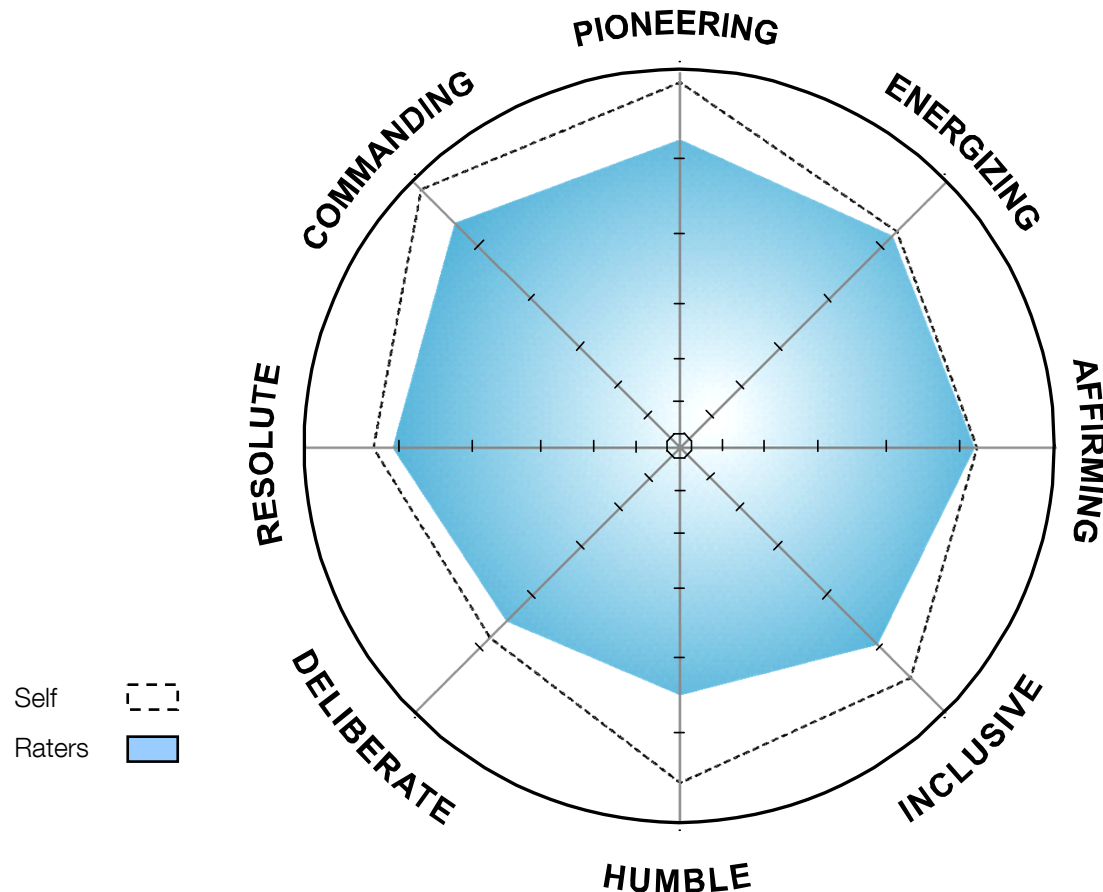 PIONEERING
ENERGIZING
AFFIRMING
INCLUSIVE
HUMBLE
DELIBERATE
RESOLUTE
COMMANDING
Self
Raters